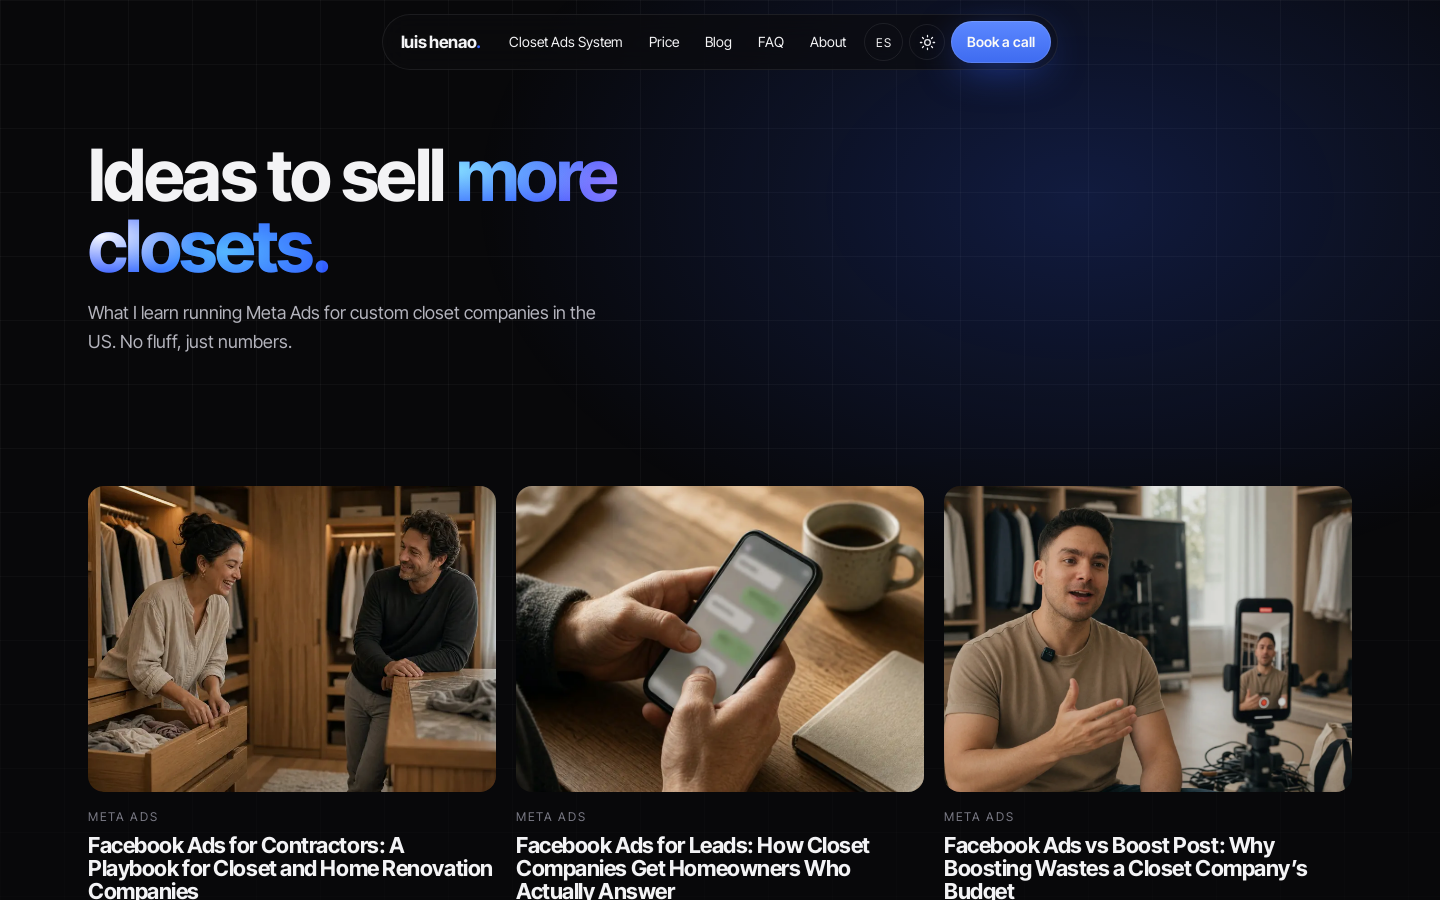 luis henao.
Closet Ads System
Price
Blog
FAQ
About
ES
Book a call
Ideas to sell more
closets.
What I learn running Meta Ads for custom closet companies in the
US. No fluff, just numbers.
META ADS
Facebook Ads for Contractors: A
Playbook for Closet and Home Renovation
Companies
META ADS
Facebook Ads for Leads: How Closet
Companies Get Homeowners Who
Actually Answer
META ADS
Facebook Ads vs Boost Post: Why
Boosting Wastes a Closet Company’s
Budget